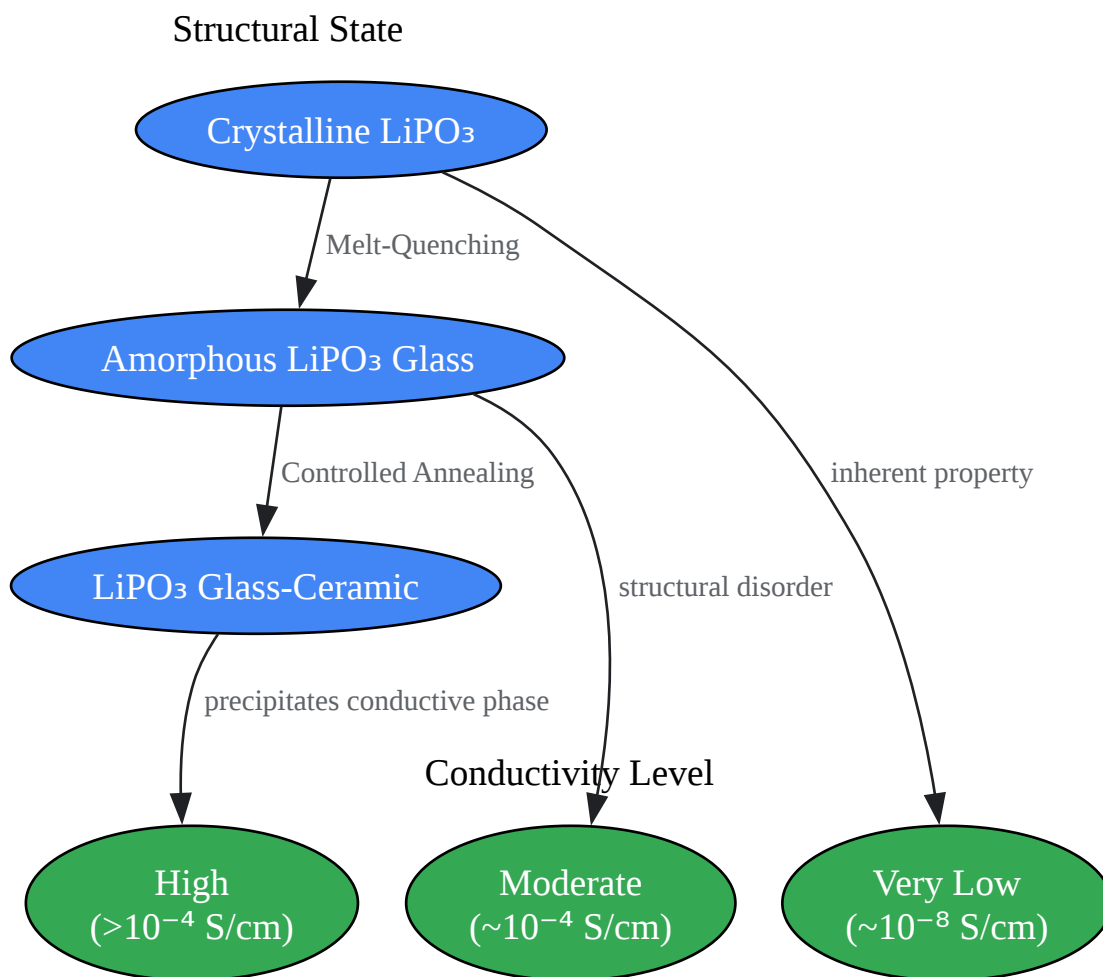 Structural State
Crystalline LiPO₃
Melt-Quenching
Amorphous LiPO₃ Glass
Controlled Annealing
inherent property
LiPO₃ Glass-Ceramic
structural disorder
precipitates conductive phase
Conductivity Level
High
(>10⁻⁴ S/cm)
Moderate
(~10⁻⁴ S/cm)
Very Low
(~10⁻⁸ S/cm)